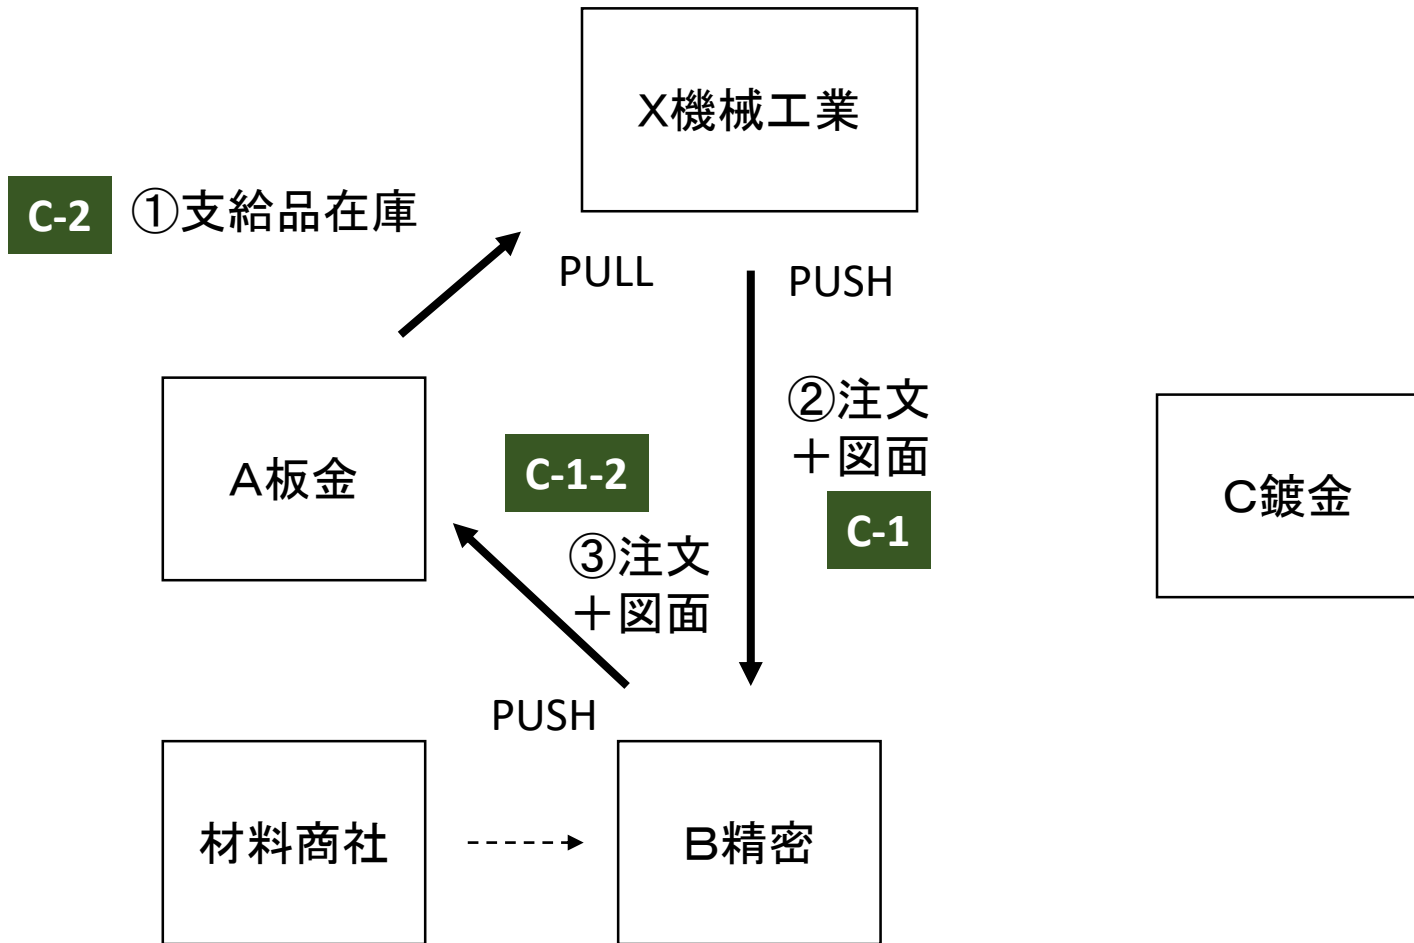 X機械工業
C-2
①支給品在庫
PULL
PUSH
②注文
＋図面
C-1
A板金
C-1-2
③注文
＋図面
C鍍金
PUSH
材料商社
B精密